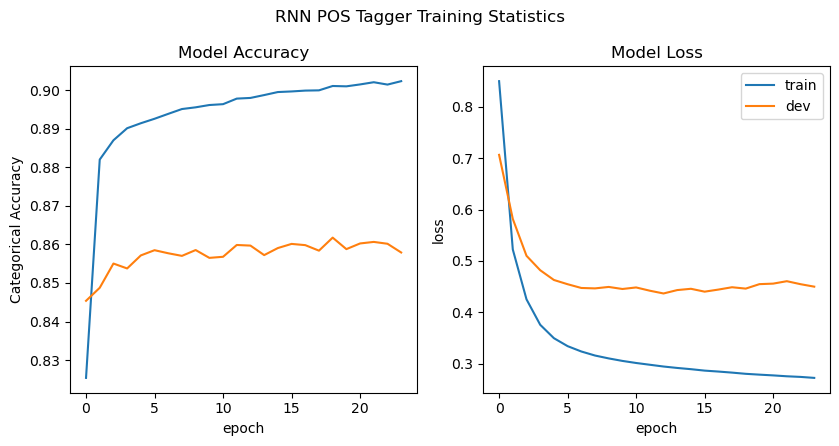 RNN POS Tagger Training Statistics
Model Accuracy
Categorical Accuracy
0.90
0.89
0.88
0.87
0.86
0.85
0.84
0.83
0 5 10 15 20
epoch
Model Loss
loss
0.8
0.7
0.6
0.5
0.4
0.3
train
dev
0 5 10 15 20
epoch